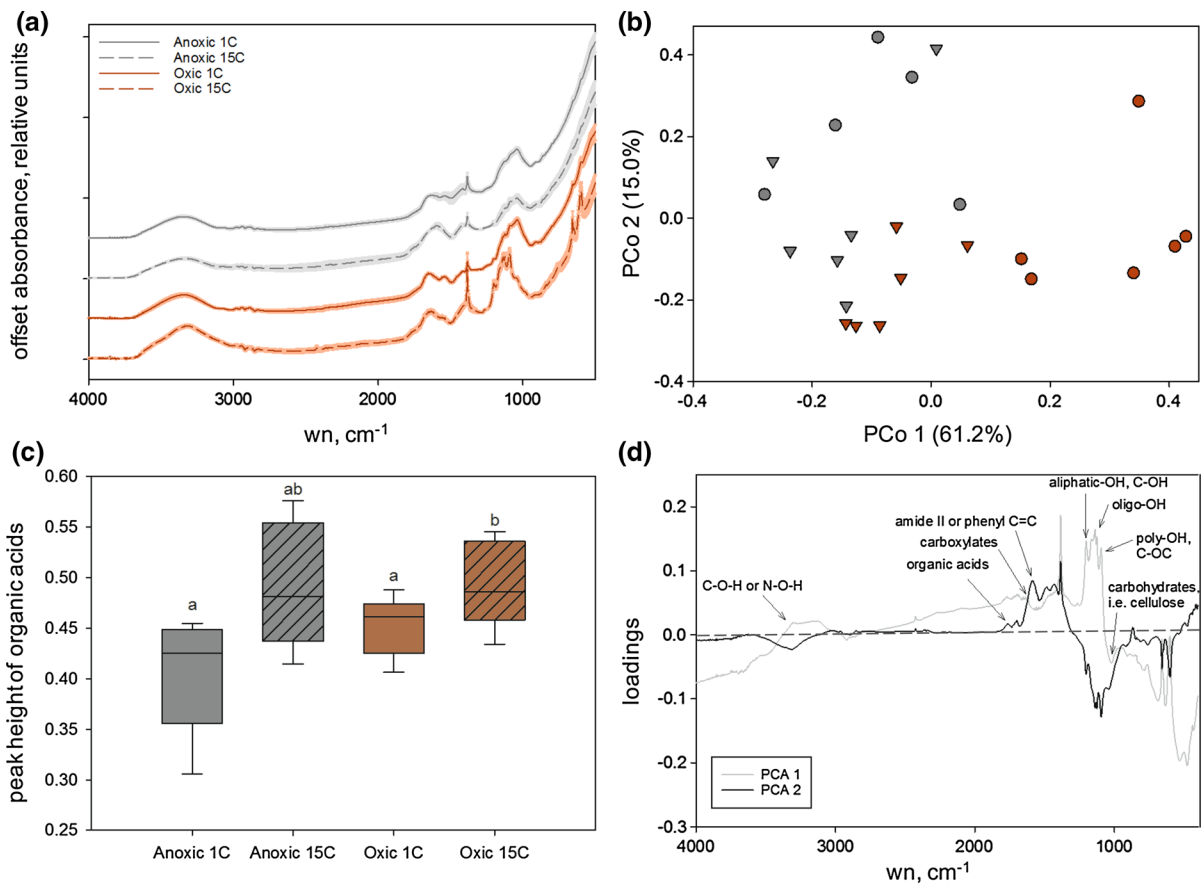 (a)
offset absorbance, relative units
Anoxic 1C
Anoxic 15C
Oxic 1C
Oxic 15C
4000 3000 2000 1000
wn, cm-1
(b)
PCo 2 (15.0%)
0.4
0.2
0.0
-0.2
-0.4
-0.4 -0.2 0.0 0.2 0.4
PCo 1 (61.2%)
(c)
peak height of organic acids
0.60
0.55
0.50
0.45
0.40
0.35
0.30
0.25
a
ab
a
b
Anoxic 1C Anoxic 15C Oxic 1C Oxic 15C
(d)
loadings
0.2
0.1
0.0
-0.1
-0.2
-0.3
aliphatic-OH, C-OH
oligo-OH
amide II or phenyl C=C
carboxylates
poly-OH,
C-OC
organic acids
C-O-H or N-O-H
carbohydrates,
i.e. cellulose
PCA 1
PCA 2
4000 3000 2000 1000
wn, cm-1